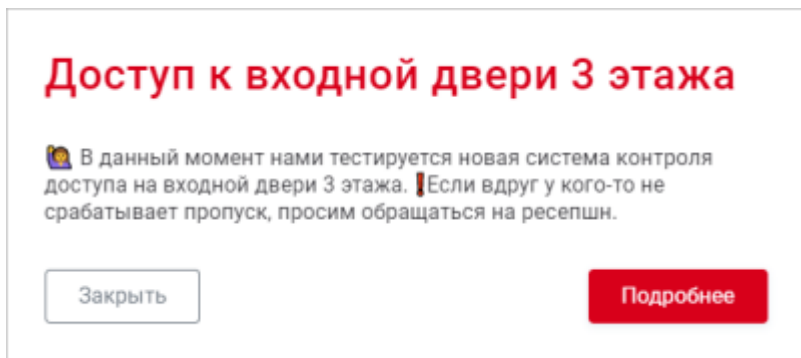 Доступ к входной двери 3 этажа
🙋‍♀️ В данный момент нами тестируется новая система контроля
доступа на входной двери 3 этажа. ❗Если вдруг у кого-то не
срабатывает пропуск, просим обращаться на ресепшн.
Закрыть
Подробнее